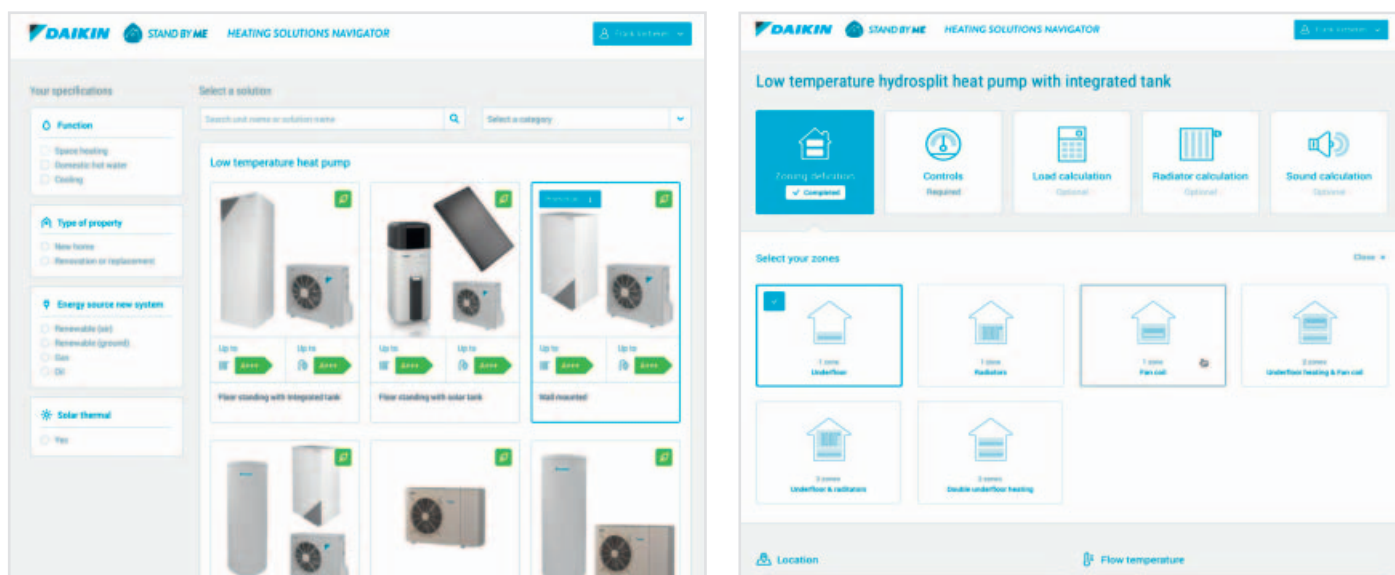 DAIKIN STAND BY ME HEATING SOLUTIONS NAVIGATOR
Your specifications
Function
Space heating
Domestic hot water
Cooling
Type of property
New home
Renovation or replacement
Energy source new system
Renewable (air)
Renewable (ground)
Gas
Oil
Solar thermal
Yes
Select a solution
Search unit name or solution name
Select a category
Low temperature heat pump
Up to Up to
Up to Up to
Up to Up to
Floor standing with integrated tank
Floor standing with solar tank
Wall mounted
DAIKIN STAND BY ME HEATING SOLUTIONS NAVIGATOR
Low temperature hydrosplit heat pump with integrated tank
Zoning definition
Completed
Controls
Required
Load calculation
Optional
Radiator calculation
Optional
Sound calculation
Optional
Select your zones
Close ×
1 zone
Underfloor
1 zone
Radiators
1 zone
Fan coil
2 zones
Underfloor heating & Fan coil
2 zones
Underfloor & raditators
2 zones
Double underfloor heating
Location
Flow temperature